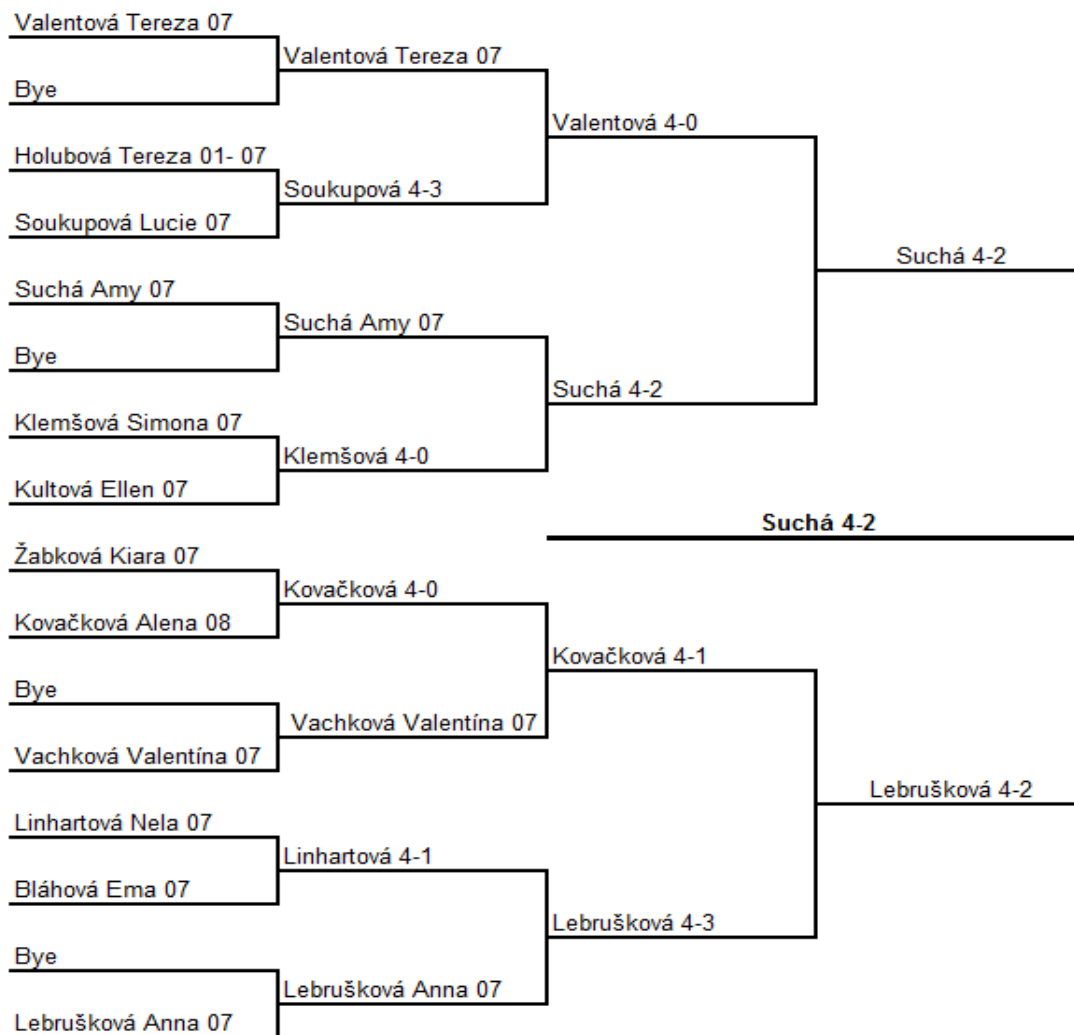 Valentová Tereza 07
Valentová Tereza 07
Bye
Valentová 4-0
Holubová Tereza 01- 07
Soukupová 4-3
Soukupová Lucie 07
Suchá 4-2
Suchá Amy 07
Suchá Amy 07
Bye
Suchá 4-2
Klemšová Simona 07
Klemšová 4-0
Kultová Ellen 07
Suchá 4-2
Žabková Kiara 07
Kovačková 4-0
Kovačková Alena 08
Kovačková 4-1
Bye
Vachková Valentína 07
Vachková Valentína 07
Lebrušková 4-2
Linhartová Nela 07
Linhartová 4-1
Bláhová Ema 07
Lebrušková 4-3
Bye
Lebrušková Anna 07
Lebrušková Anna 07